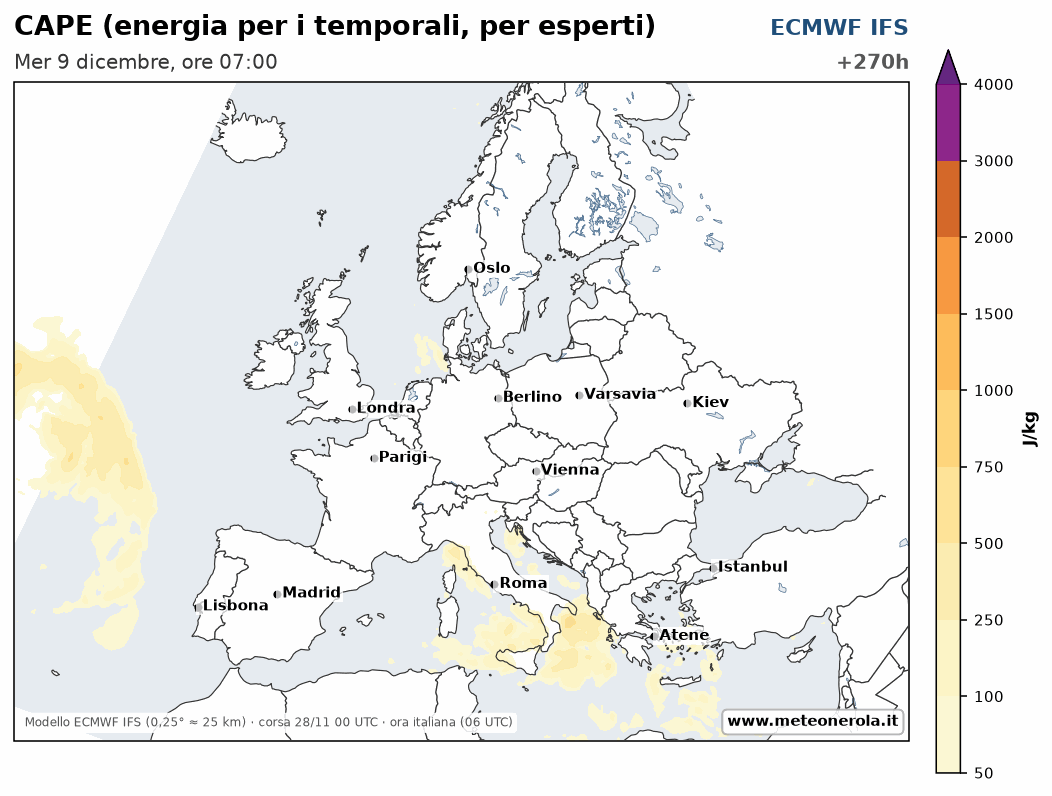 CAPE (energia per i temporali, per esperti)
ECMWF IFS
Mer 9 dicembre, ore 07:00
+270h
4000
3000
2000
1500
1000
750
500
250
100
50
J/kg
Oslo
Londra
Berlino
Varsavia
Kiev
Parigi
Vienna
Istanbul
Roma
Madrid
Lisbona
Atene
Modello ECMWF IFS (0,25° ≈ 25 km) · corsa 28/11 00 UTC · ora italiana (06 UTC)
www.meteonerola.it